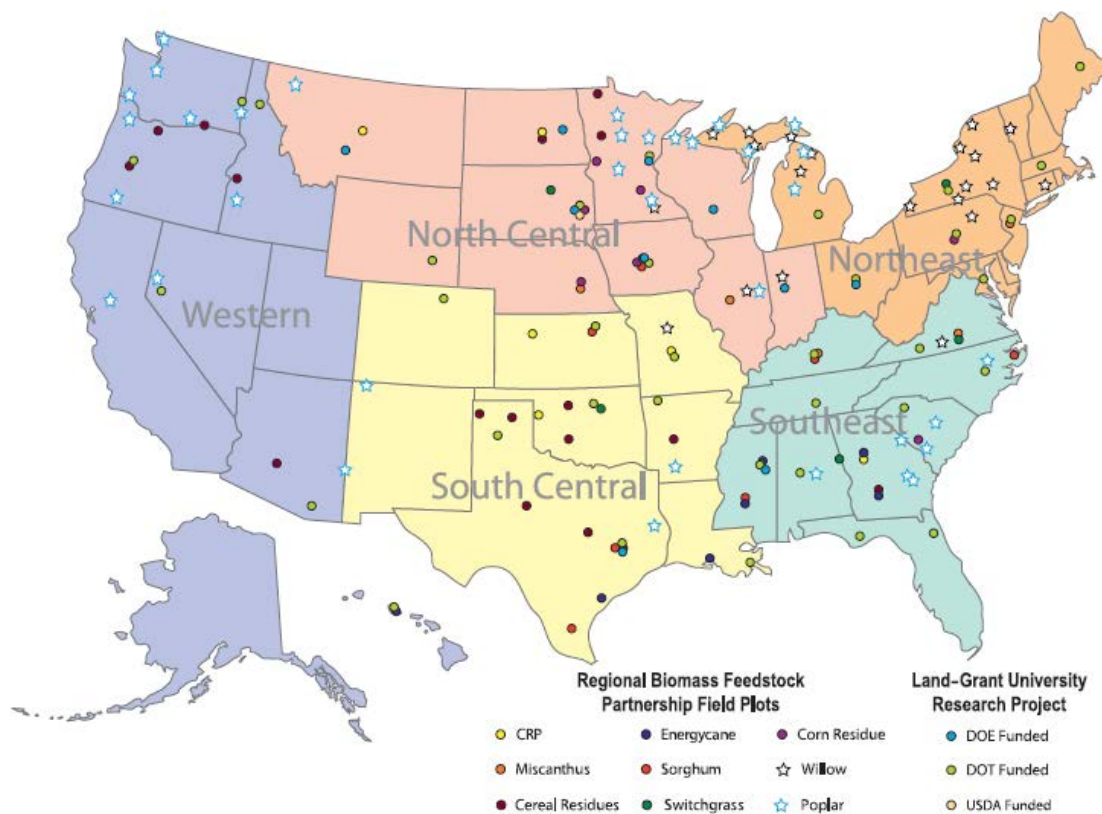 North Central
Northeast
Western
Southeast
South Central
Regional Biomass Feedstock
Partnership Field Plots
Land-Grant University
Research Project
CRP
Energycane
Corn Residue
DOE Funded
Miscanthus
Sorghum
Willow
DOT Funded
Cereal Residues
Switchgrass
Poplar
USDA Funded